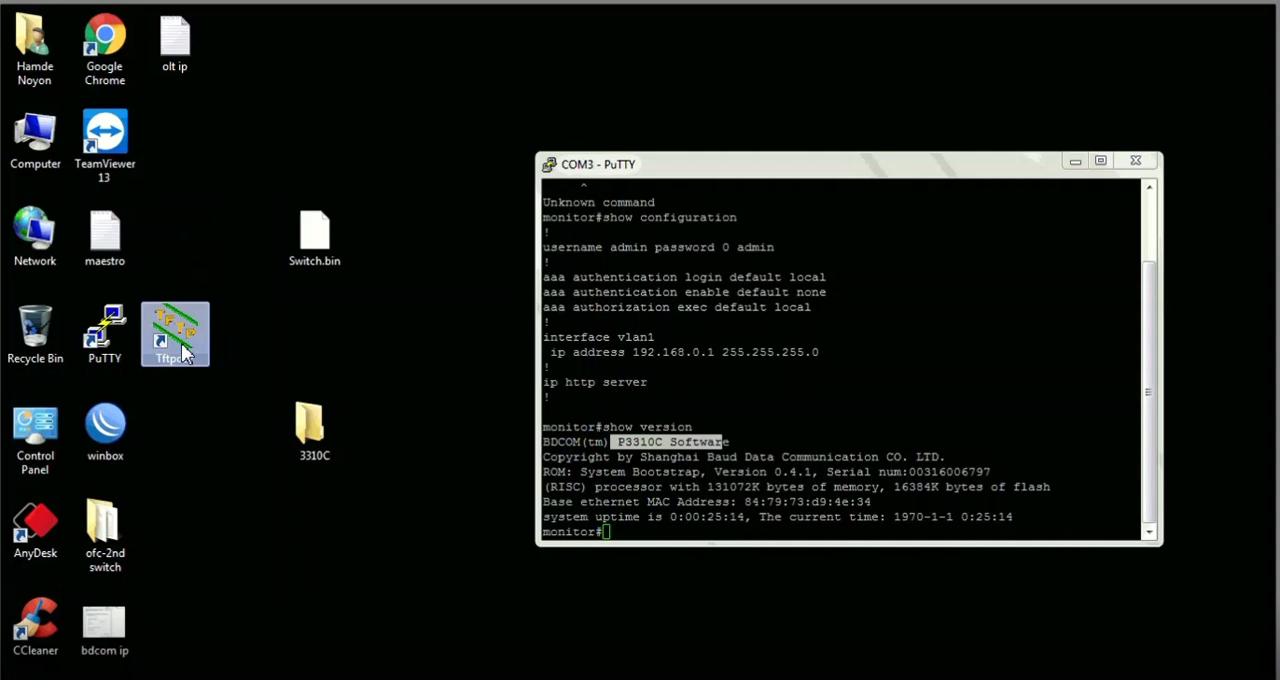 Hamde
Noyon
Google
Chrome
olt ip
Computer
TeamViewer
13
Network
maestro
Switch.bin
Recycle Bin
PuTTY
Control
Panel
winbox
3310C
AnyDesk
ofc-2nd
switch
CCleaner
bdcom ip
COM3 - PuTTY
^
Unknown command
monitor#show configuration
!
username admin password 0 admin
!
aaa authentication login default local
aaa authentication enable default none
aaa authorization exec default local
!
interface vlan1
ip address 192.168.0.1 255.255.255.0
!
ip http server
!
monitor#show version
BDCOM(tm) P3310C Software
Copyright by Shanghai Baud Data Communication CO. LTD.
ROM: System Bootstrap, Version 0.4.1, Serial num:00316006797
(RISC) processor with 131072K bytes of memory, 16384K bytes of flash
Base ethernet MAC Address: 84:79:73:d9:4e:34
system uptime is 0:00:25:14, The current time: 1970-1-1 0:25:14
monitor#